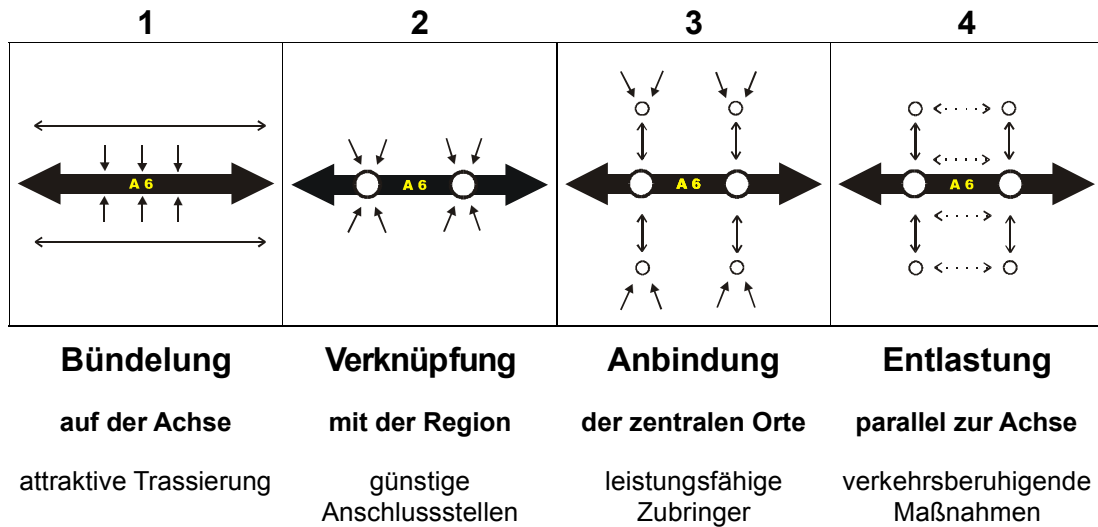 1 2 3 4
A 6 A 6 A 6 A 6
Bündelung Verknüpfung Anbindung Entlastung
auf der Achse mit der Region der zentralen Orte parallel zur Achse
attraktive Trassierung günstige leistungsfähige verkehrsberuhigende
Anschlussstellen Zubringer Maßnahmen